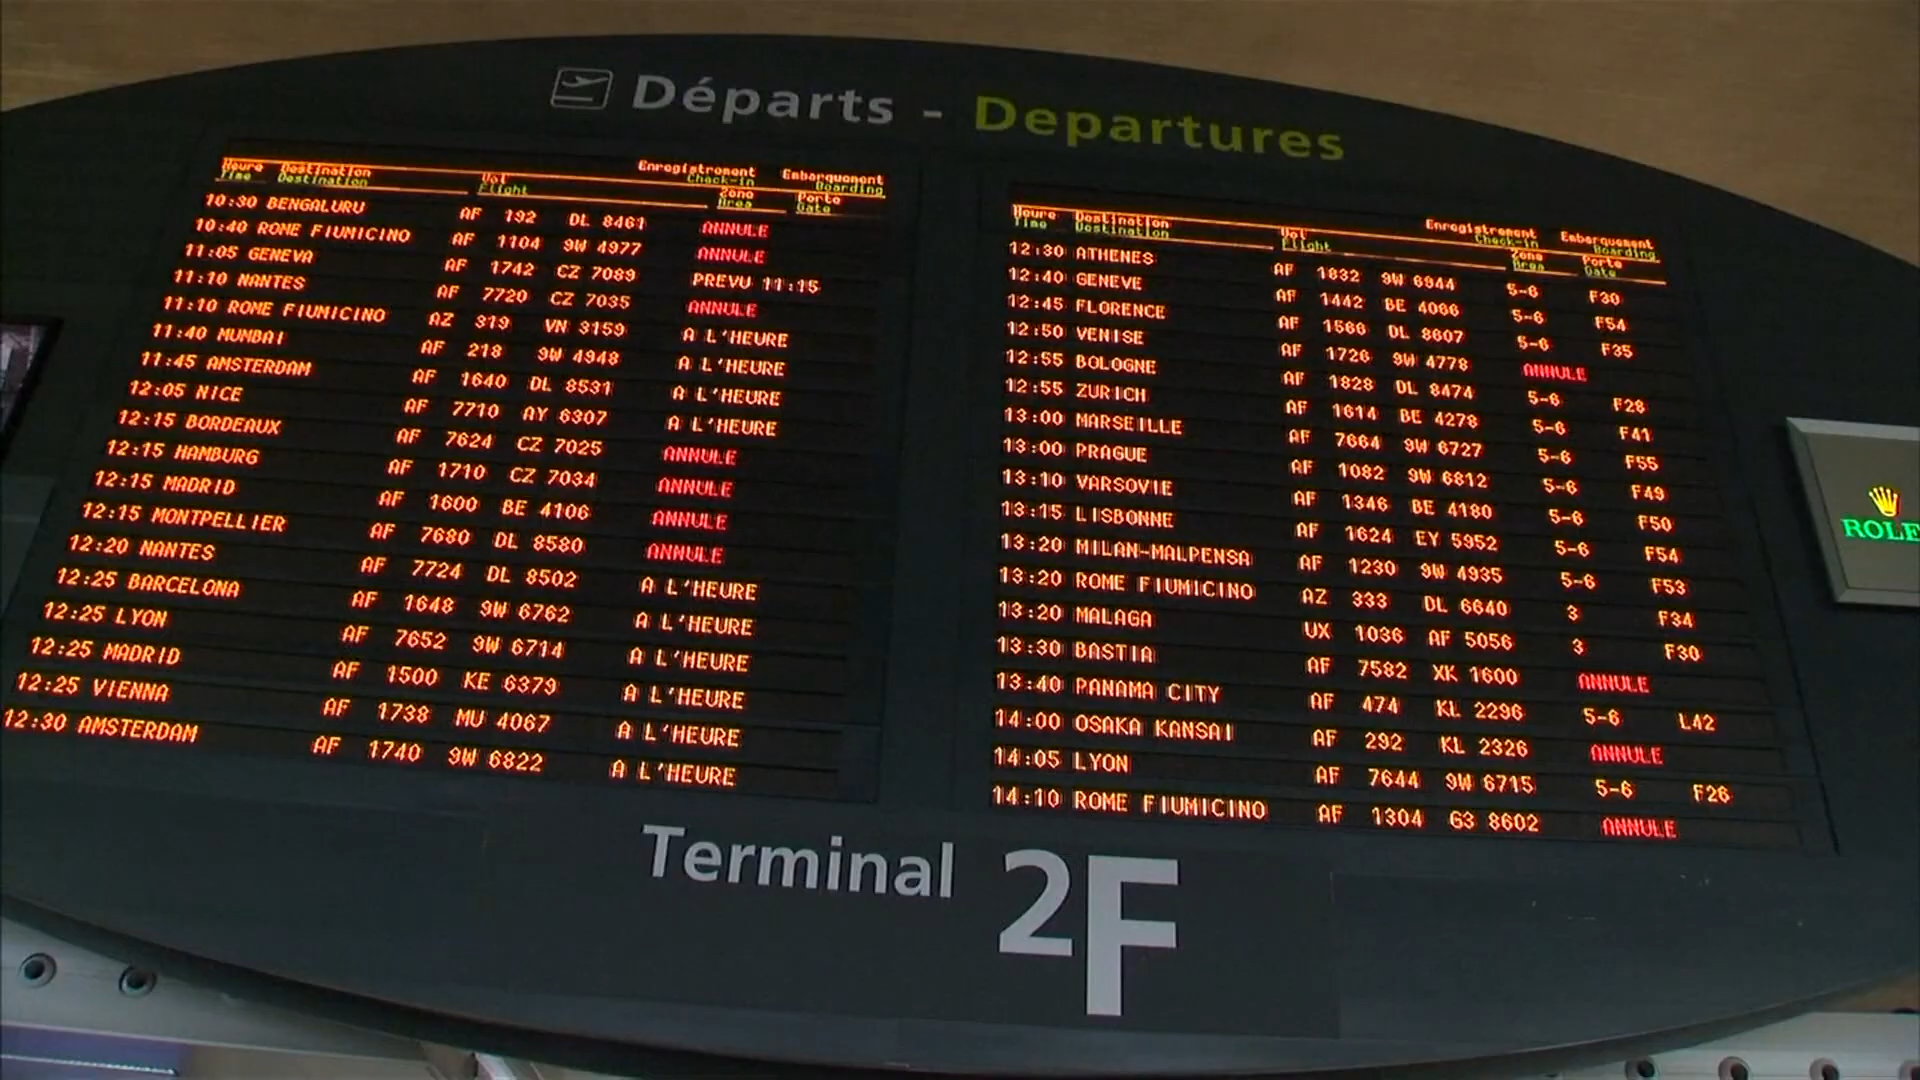 Départs - Departures
Heure Destination Vol Enregistrement Embarquement
Time Destination Flight Check-in Boarding
Zone Porte
Area Gate
10:30 BENGALURU AF 192 DL 8461 ANNULE
10:40 ROME FIUMICINO AF 1104 9W 4977 ANNULE
11:05 GENEVA AF 1742 CZ 7089 PREVU 11:15
11:10 NANTES AF 7720 CZ 7035 ANNULE
11:10 ROME FIUMICINO AZ 319 VN 3159 A L'HEURE
11:40 MUMBAI AF 218 9W 4948 A L'HEURE
11:45 AMSTERDAM AF 1640 DL 8531 A L'HEURE
12:05 NICE AF 7710 AY 6307 A L'HEURE
12:15 BORDEAUX AF 7624 CZ 7025 ANNULE
12:15 HAMBURG AF 1710 CZ 7034 ANNULE
12:15 MADRID AF 1600 BE 4106 ANNULE
12:15 MONTPELLIER AF 7680 DL 8580 ANNULE
12:20 NANTES AF 7724 DL 8502 A L'HEURE
12:25 BARCELONA AF 1648 9W 6762 A L'HEURE
12:25 LYON AF 7652 9W 6714 A L'HEURE
12:25 MADRID AF 1500 KE 6379 A L'HEURE
12:25 VIENNA AF 1738 MU 4067 A L'HEURE
12:30 AMSTERDAM AF 1740 9W 6822 A L'HEURE
Heure Destination Vol Enregistrement Embarquement
Time Destination Flight Check-in Boarding
Zone Porte
Area Gate
12:30 ATHENES AF 1832 9W 6944 5-6 F30
12:40 GENEVE AF 1442 BE 4066 5-6 F54
12:45 FLORENCE AF 1566 DL 8607 5-6 F35
12:50 VENISE AF 1726 9W 4778 ANNULE
12:55 BOLOGNE AF 1828 DL 8474 5-6 F28
12:55 ZURICH AF 1614 BE 4278 5-6 F41
13:00 MARSEILLE AF 7664 9W 6727 5-6 F55
13:00 PRAGUE AF 1082 9W 6812 5-6 F49
13:10 VARSOVIE AF 1346 BE 4180 5-6 F50
13:15 LISBONNE AF 1624 EY 5952 5-6 F54
13:20 MILAN-MALPENSA AF 1230 9W 4935 5-6 F53
13:20 ROME FIUMICINO AZ 333 DL 6640 3 F34
13:20 MALAGA UX 1036 AF 5056 3 F30
13:30 BASTIA AF 7582 XK 1600 ANNULE
13:40 PANAMA CITY AF 474 KL 2296 5-6 L42
14:00 OSAKA KANSAI AF 292 KL 2326 ANNULE
14:05 LYON AF 7644 9W 6715 5-6 F26
14:10 ROME FIUMICINO AF 1304 G3 8602 ANNULE
ROLE
Terminal 2F